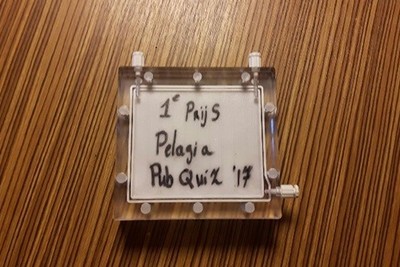 1e Prijs
Pelagia
Pub Quiz '17